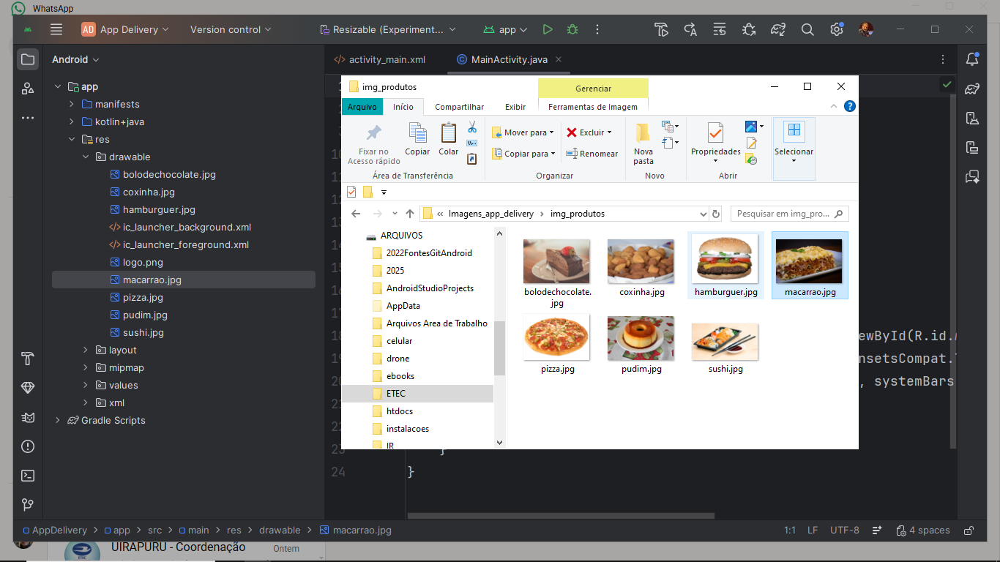 WhatsApp
AD App Delivery
Version control
Resizable (Experiment...
app
Android
activity_main.xml
MainActivity.java
app
manifests
kotlin+java
res
drawable
bolodechocolate.jpg
coxinha.jpg
hamburguer.jpg
ic_launcher_background.xml
ic_launcher_foreground.xml
logo.png
macarrao.jpg
pizza.jpg
pudim.jpg
sushi.jpg
layout
mipmap
values
xml
Gradle Scripts
img_produtos
Gerenciar
Arquivo
Início
Compartilhar
Exibir
Ferramentas de Imagem
Fixar no
Acesso rápido
Copiar
Colar
Área de Transferência
Mover para
Copiar para
Excluir
Renomear
Organizar
Nova
pasta
Novo
Propriedades
Abrir
Selecionar
« Imagens_app_delivery › img_produtos
Pesquisar em img_pro...
ARQUIVOS
2022FontesGitAndroid
2025
AndroidStudioProjects
AppData
Arquivos Area de Trabalho
celular
drone
ebooks
ETEC
htdocs
instalacoes
IR
bolodechocolate.
jpg
coxinha.jpg
hamburguer.jpg
macarrao.jpg
pizza.jpg
pudim.jpg
sushi.jpg
10
11
12
13
14
15
16
17
18
ewById(R.id.
19
nsetsCompat.
20
, systemBars
21
22
23
}
24
}
AppDelivery > app > src > main > res > drawable > macarrao.jpg
1:1
LF
UTF-8
4 spaces
UIRAPURU - Coordenação
Ontem
ETEC